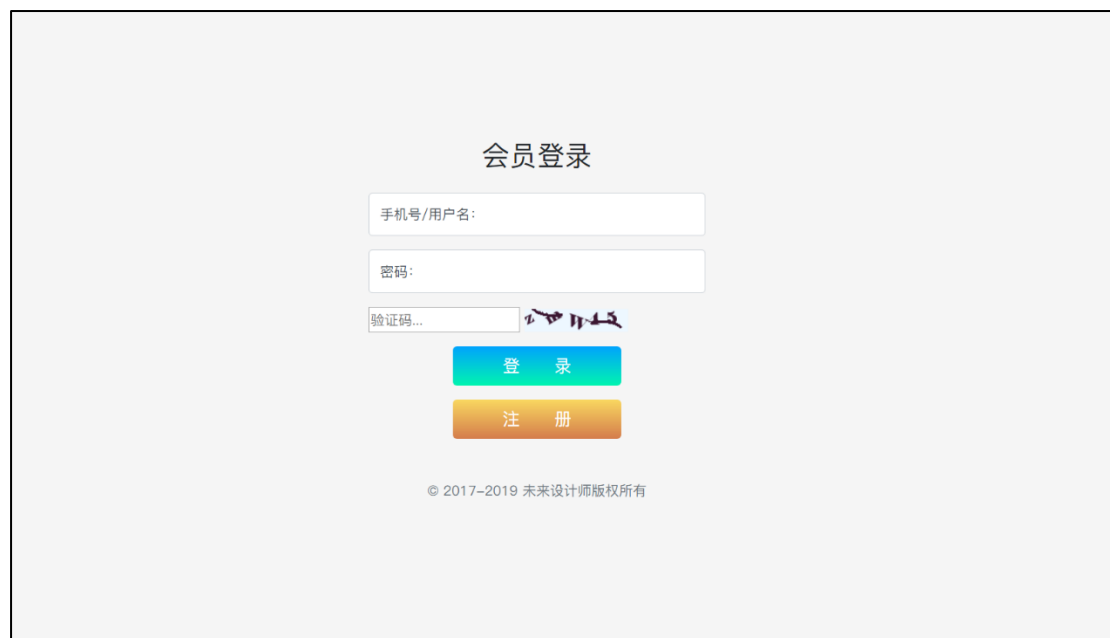 会员登录
手机号/用户名:
密码:
验证码...
登 录
注 册
© 2017-2019 未来设计师版权所有